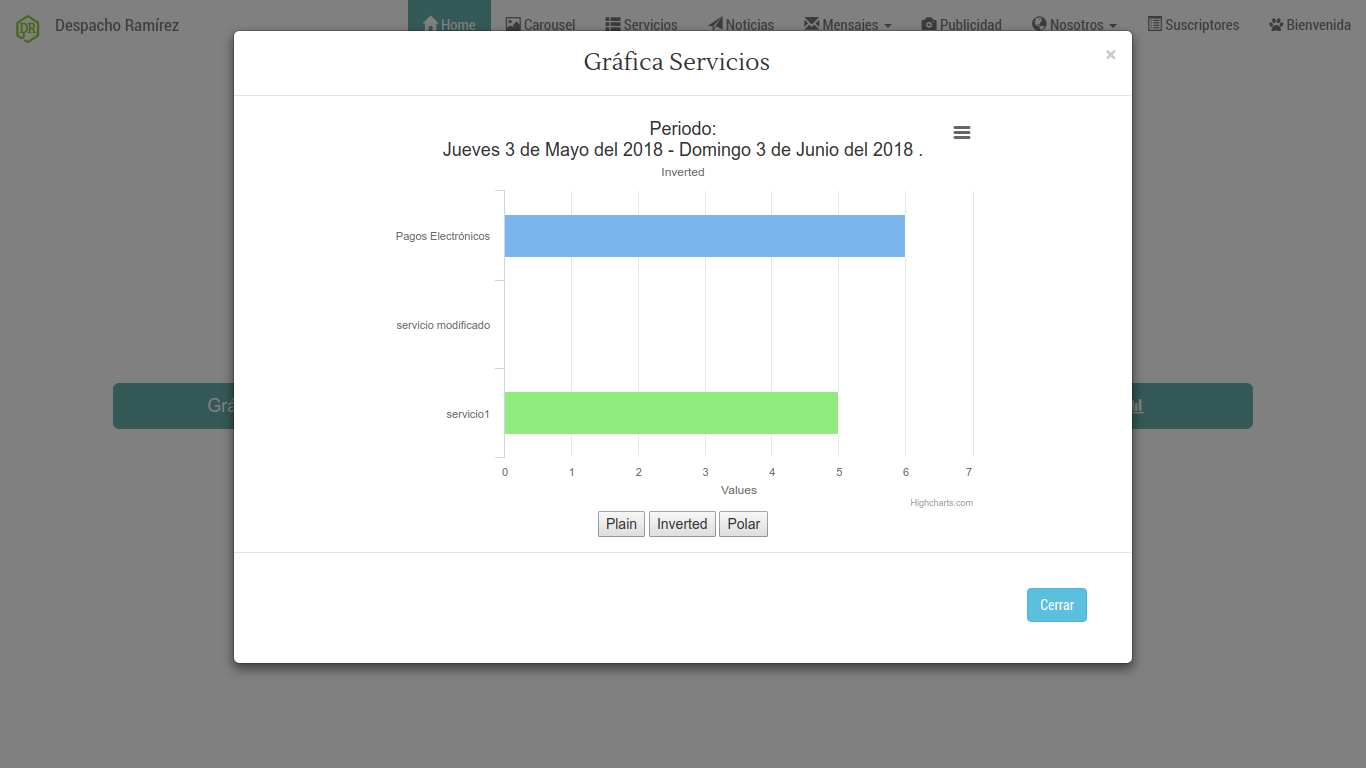 DR
Despacho Ramírez
Home
Carousel
Servicios
Noticias
Mensajes
Publicidad
Nosotros
Suscriptores
Bienvenida
Gráfica Servicios
×
Periodo:
Jueves 3 de Mayo del 2018 - Domingo 3 de Junio del 2018 .
Inverted
Pagos Electrónicos
servicio modificado
servicio1
0 1 2 3 4 5 6 7
Values
Highcharts.com
Plain Inverted Polar
Cerrar